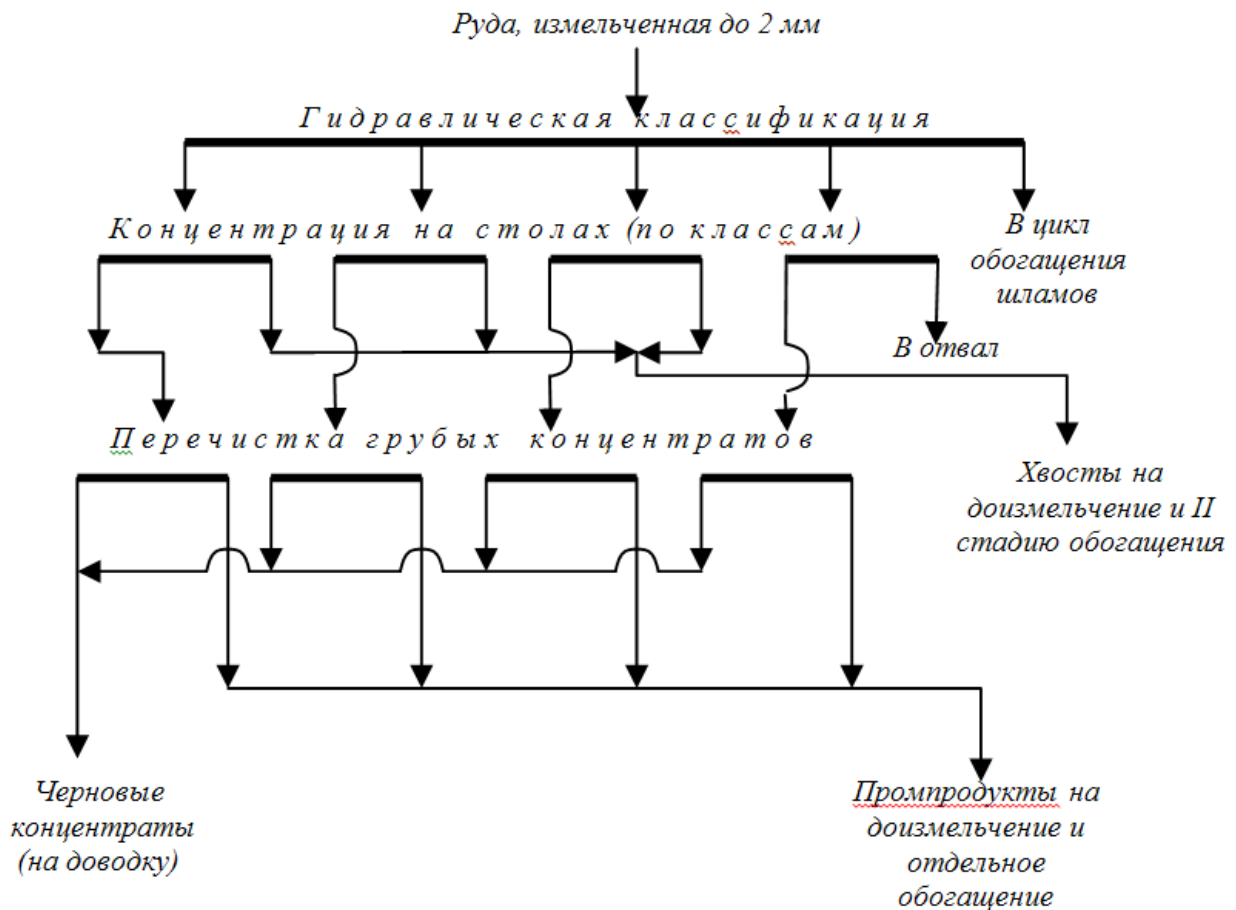 Руда, измельченная до 2 мм
Гидравлическая классификация
Концентрация на столах (по классам)
В цикл
обогащения
шламов
В отвал
Перечистка грубых концентратов
Хвосты на
доизмельчение и II
стадию обогащения
Черновые
концентраты
(на доводку)
Промпродукты на
доизмельчение и
отдельное
обогащение